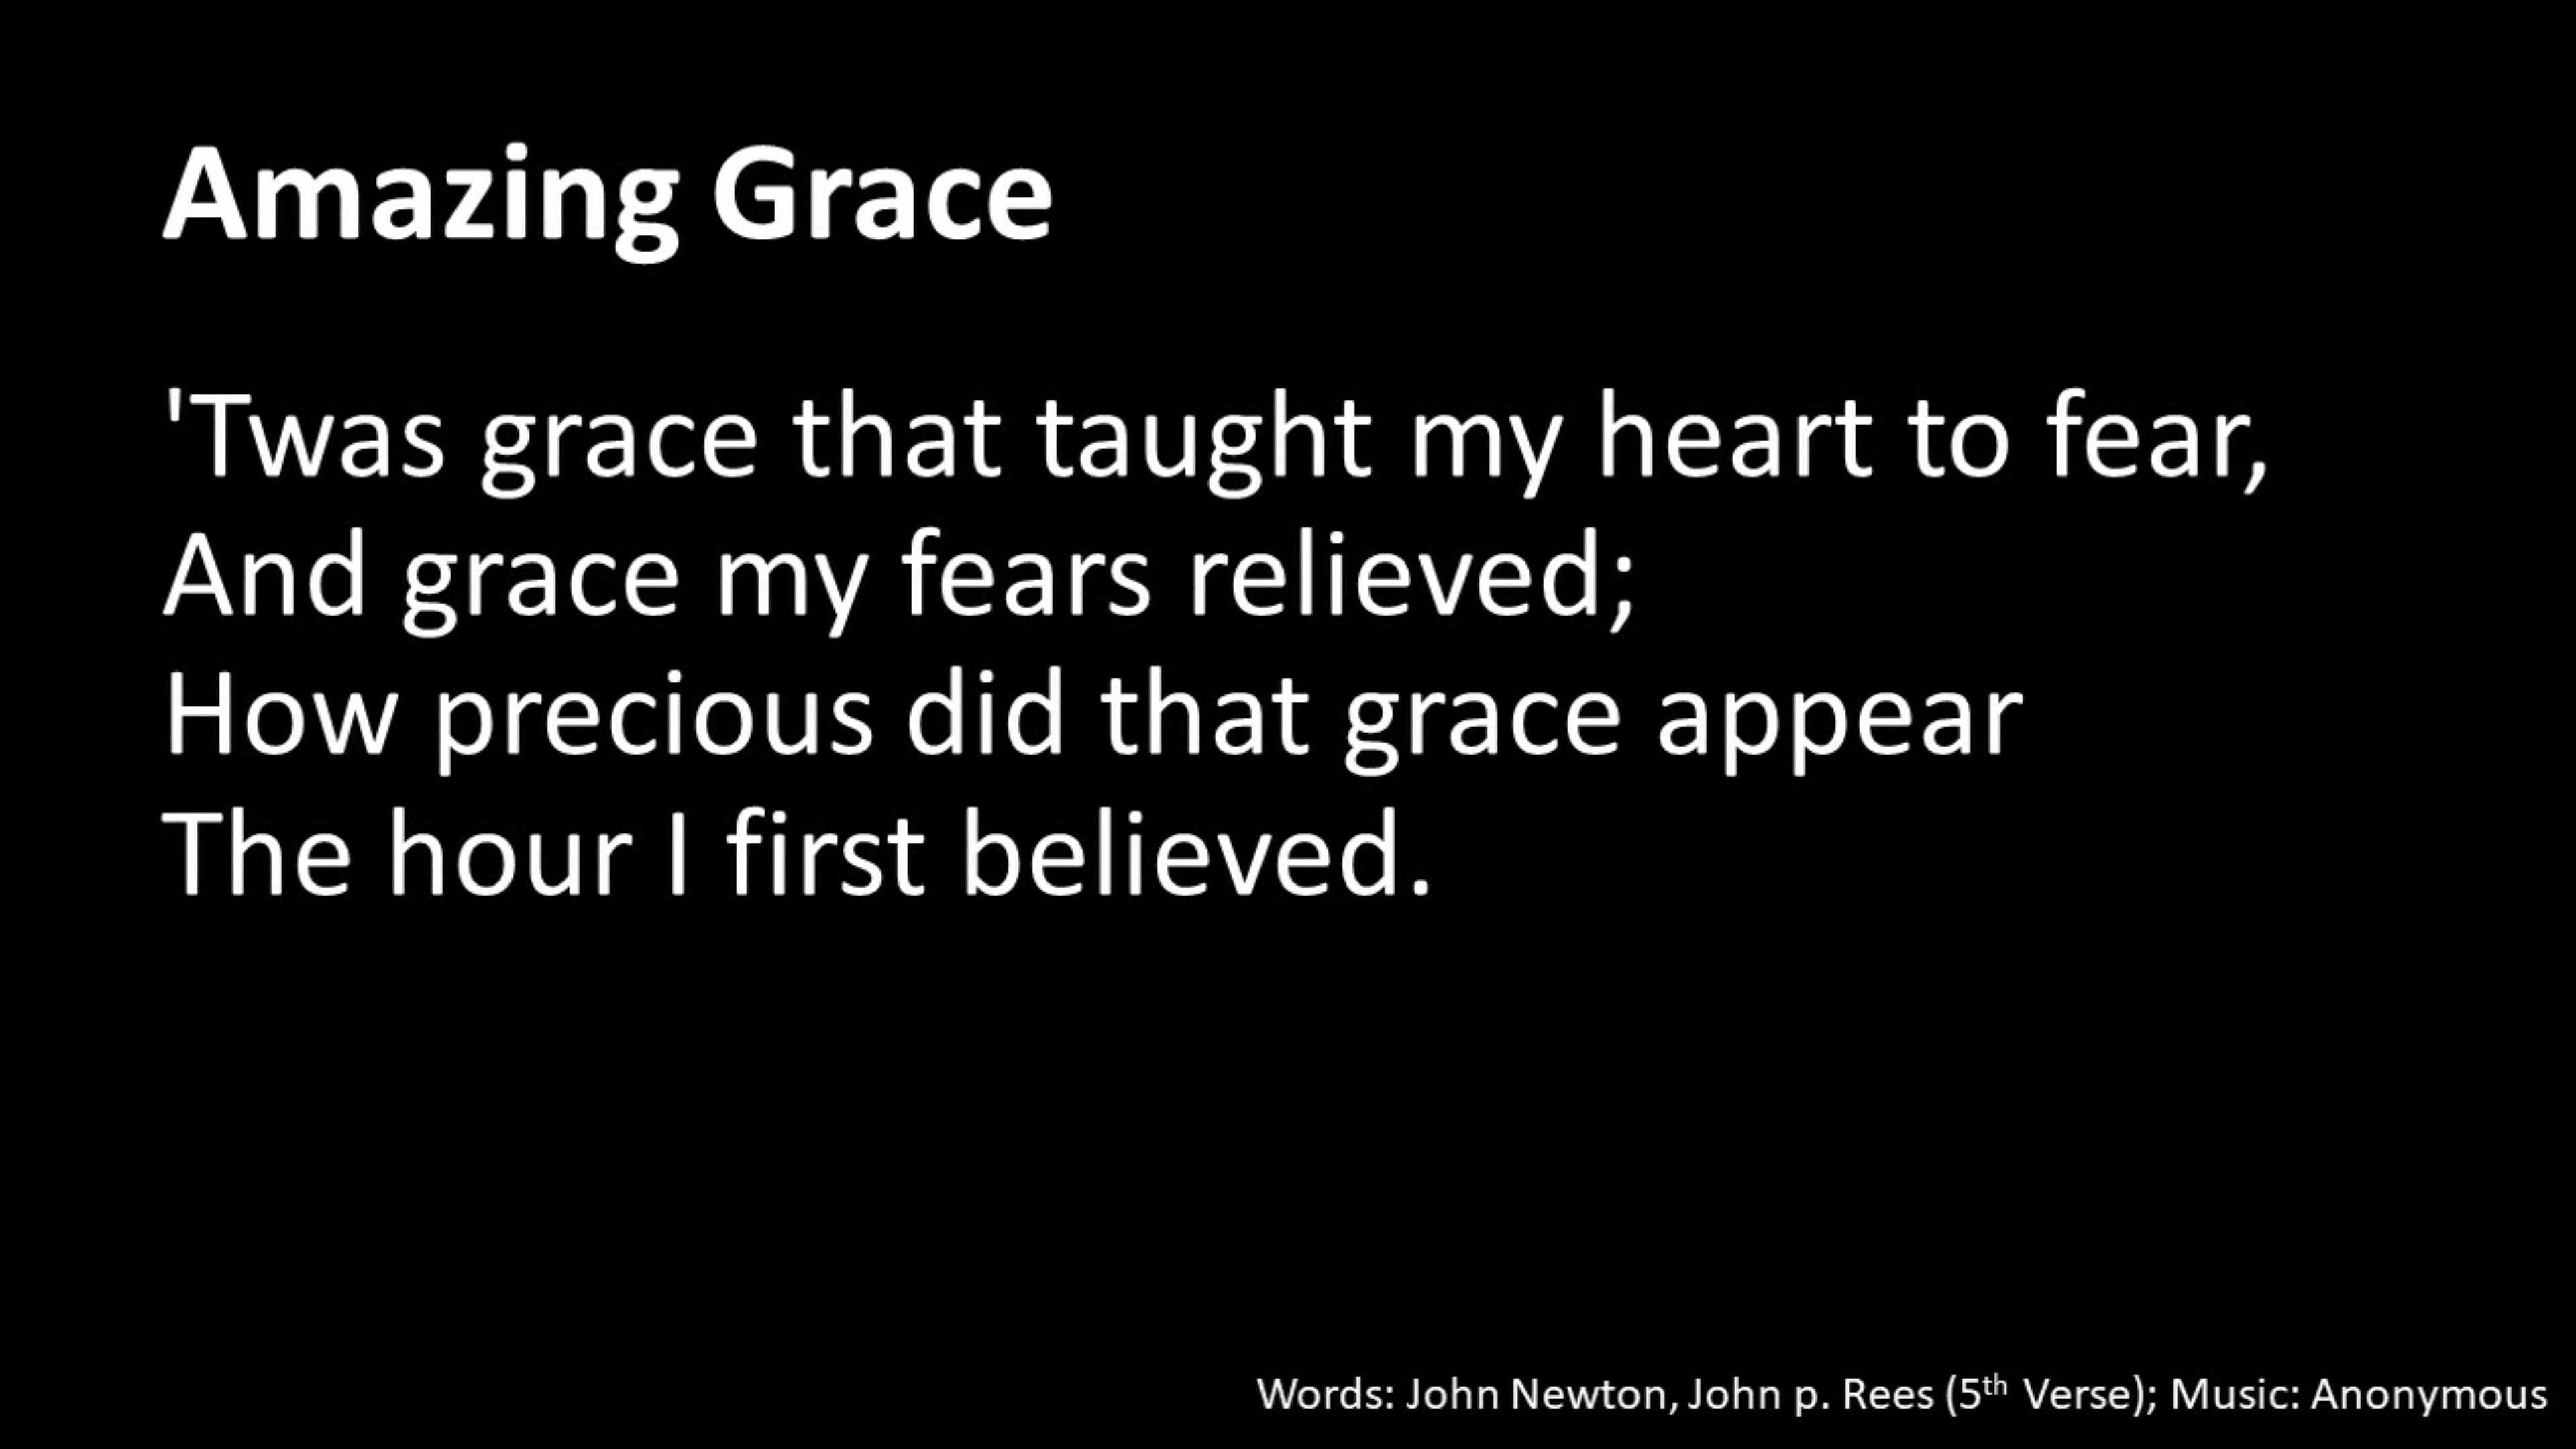 Amazing Grace
'Twas grace that taught my heart to fear,
And grace my fears relieved;
How precious did that grace appear
The hour I first believed.
Words: John Newton, John p. Rees (5th Verse); Music: Anonymous